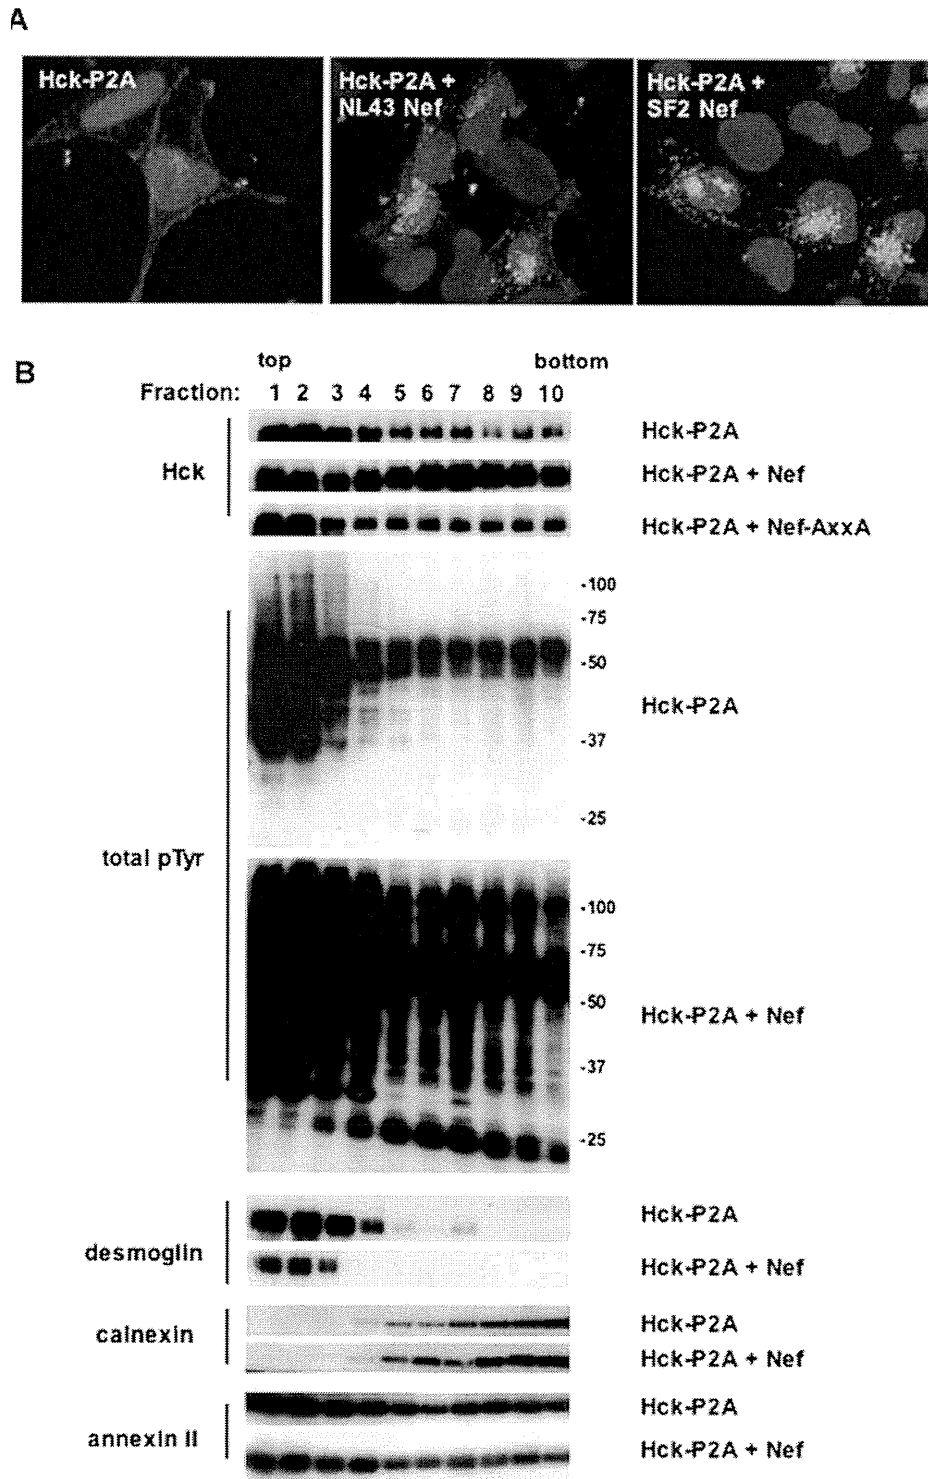 A
Hck-P2A
Hck-P2A +
NL43 Nef
Hck-P2A +
SF2 Nef
B
top
bottom
Fraction: 1 2 3 4 5 6 7 8 9 10
Hck
Hck-P2A
Hck-P2A + Nef
Hck-P2A + Nef-AxxA
total pTyr
-100
-75
-50
-37
-25
Hck-P2A
-100
-75
-50
-37
-25
Hck-P2A + Nef
desmoglin
Hck-P2A
Hck-P2A + Nef
calnexin
Hck-P2A
Hck-P2A + Nef
annexin II
Hck-P2A
Hck-P2A + Nef